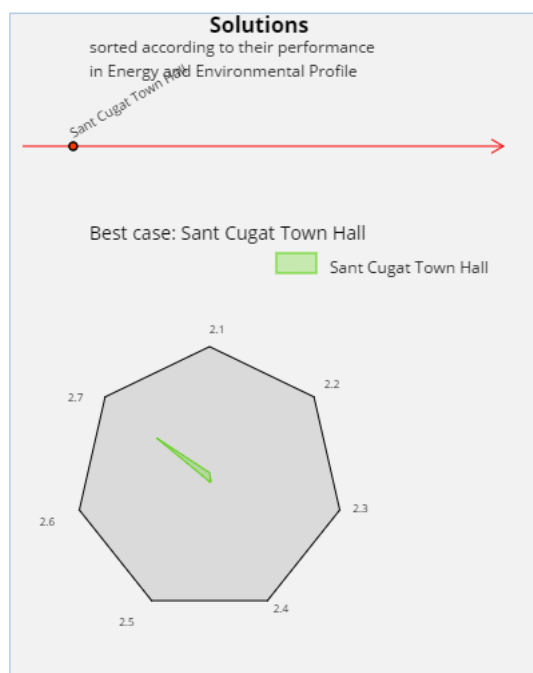 Solutions
sorted according to their performance
in Energy and Environmental Profile
Sant Cugat Town Hall
Best case: Sant Cugat Town Hall
Sant Cugat Town Hall
2.1
2.2
2.7
2.3
2.6
2.4
2.5